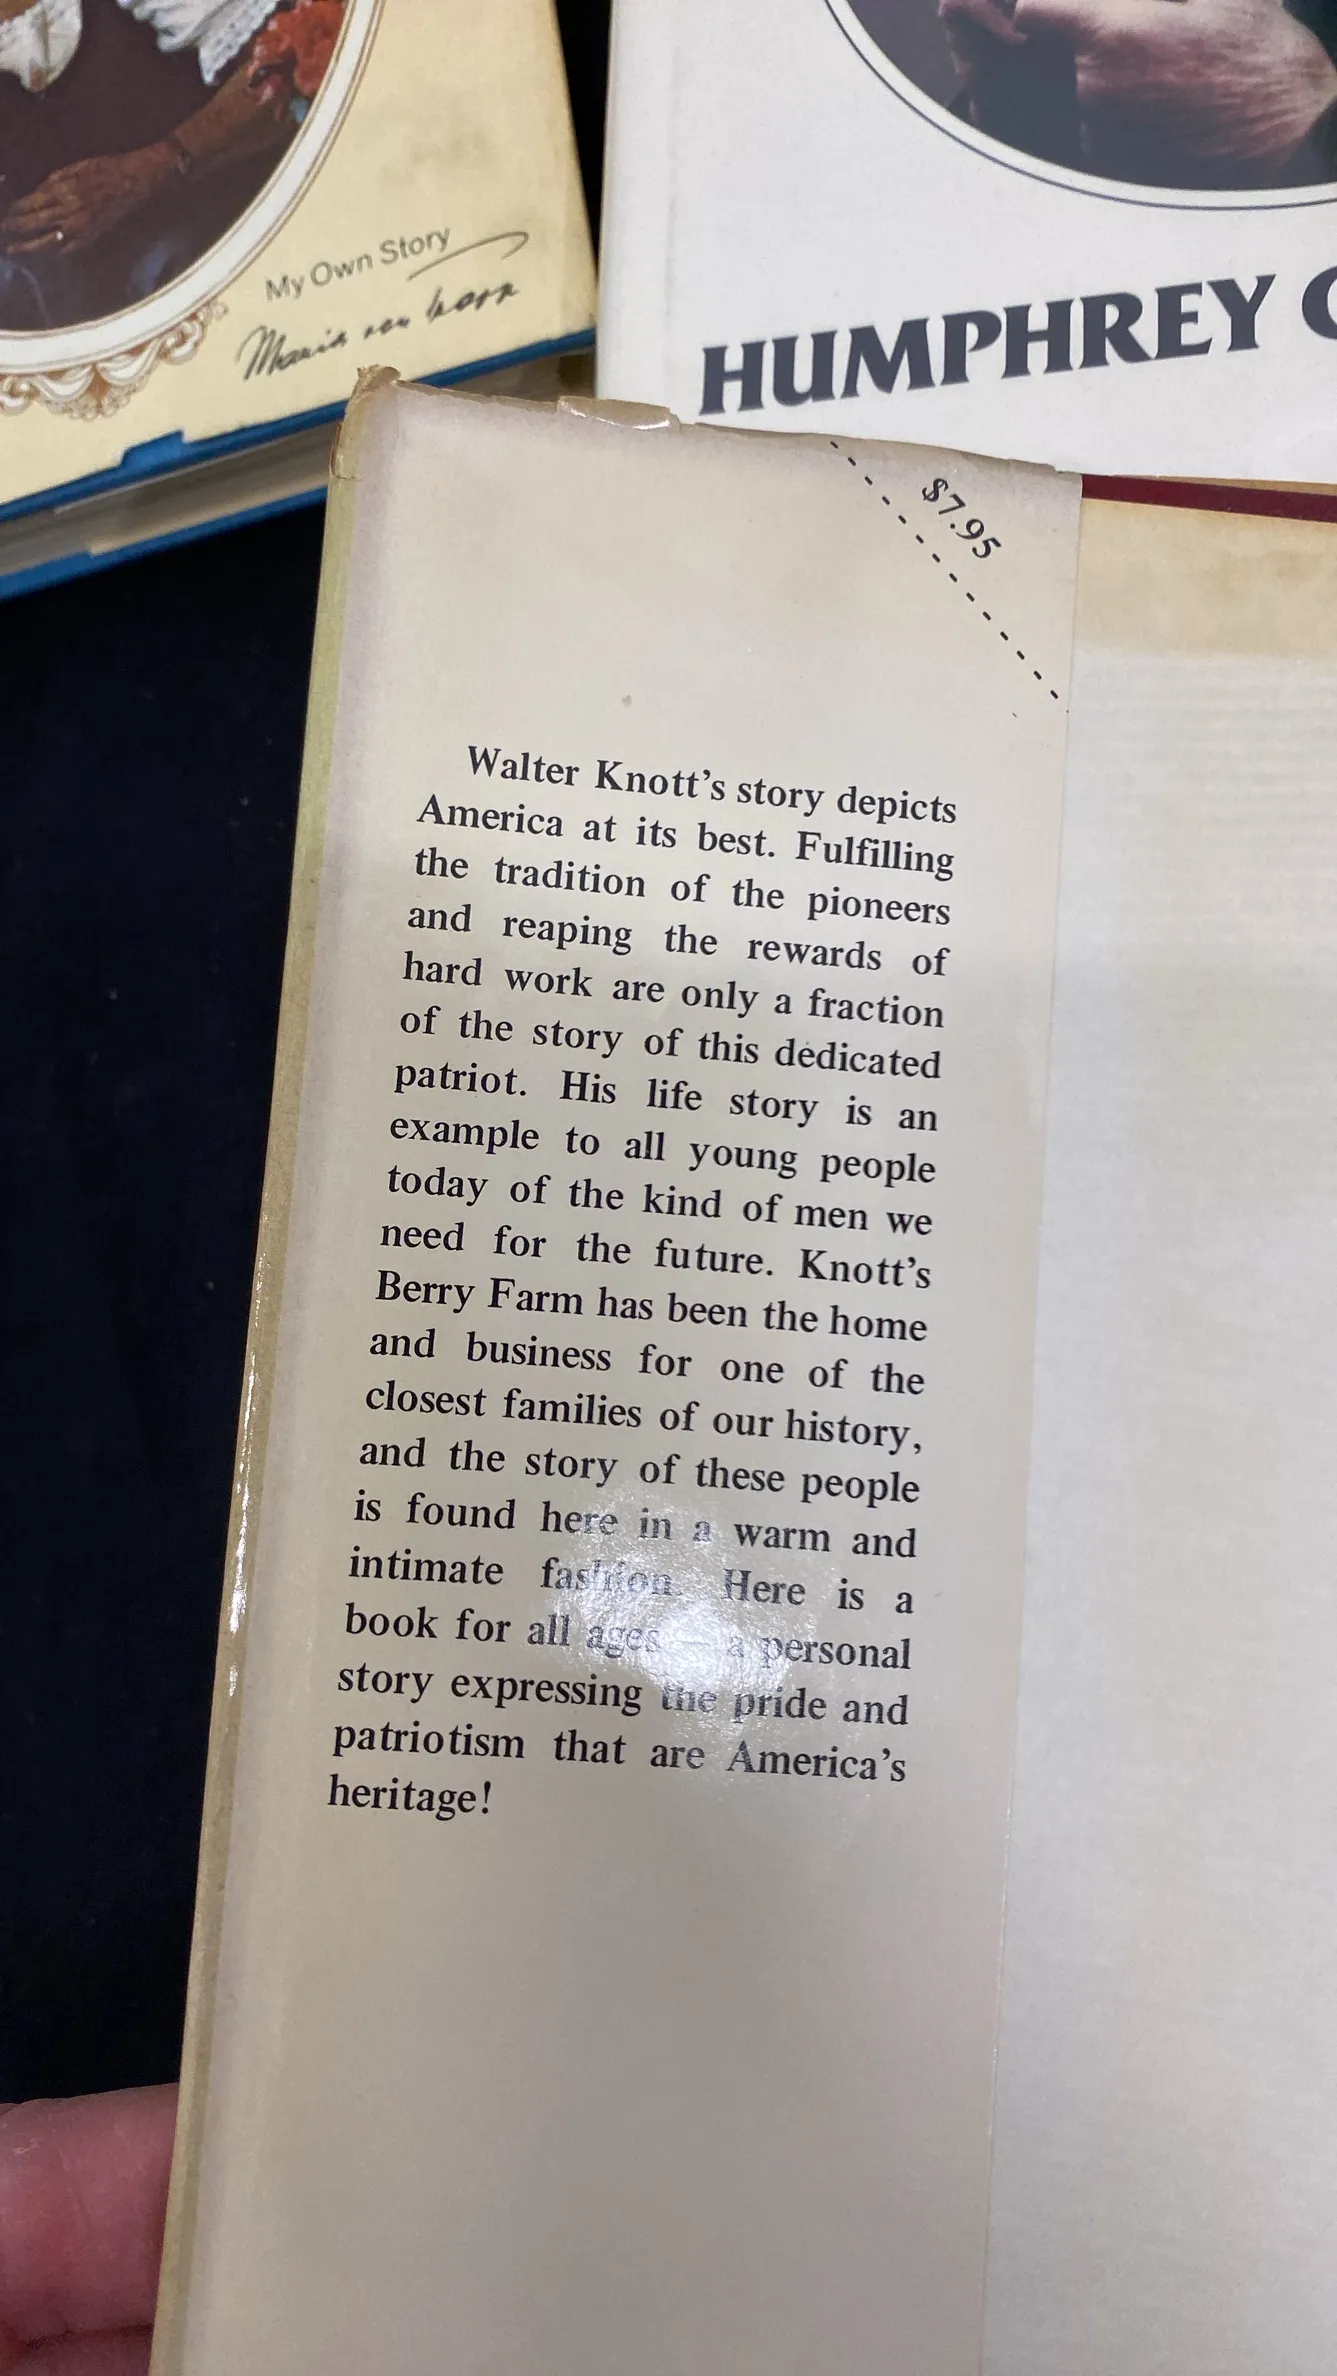 My Own Story
Maria von Trapp
HUMPHREY
$7.95
Walter Knott's story depicts
America at its best. Fulfilling
the tradition of the pioneers
and reaping the rewards of
hard work are only a fraction
of the story of this dedicated
patriot. His life story is an
example to all young people
today of the kind of men we
need for the future. Knott's
Berry Farm has been the home
and business for one of the
closest families of our history,
and the story of these people
is found here in a warm and
intimate fashion. Here is a
book for all ages — a personal
story expressing the pride and
patriotism that are America's
heritage!